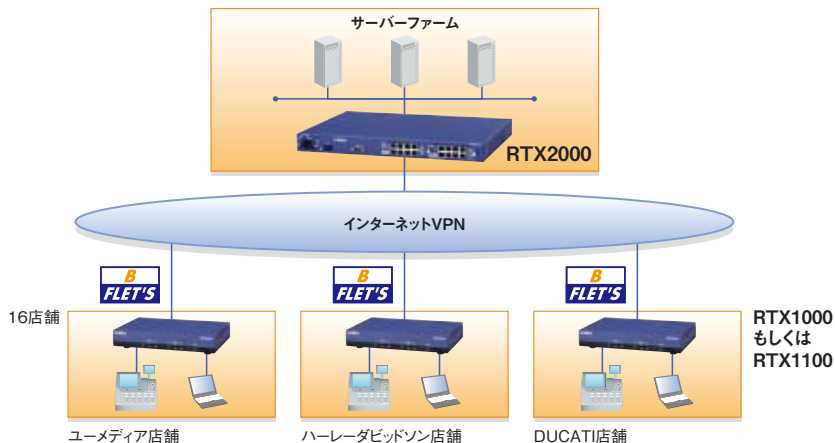 サーバーファーム
RTX2000
インターネットVPN
B
FLET'S
B
FLET'S
B
FLET'S
16店舗
RTX1000
もしくは
RTX1100
ユーメディア店舗
ハーレーダビッドソン店舗
DUCATI店舗